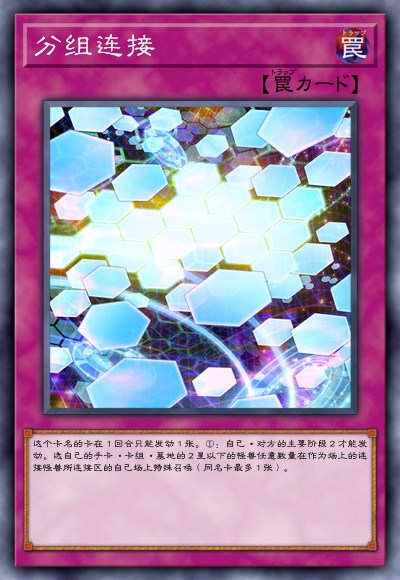 分组连接
トラップ
罠
トラップ
【罠カード】
这个卡名的卡在１回合只能发动１张。①：自己·对方的主要阶段２才能发
动。选自己的手卡·卡组·墓地的２星以下的怪兽任意数量在作为场上的连
接怪兽所连接区的自己场上特殊召唤（同名卡最多１张）。